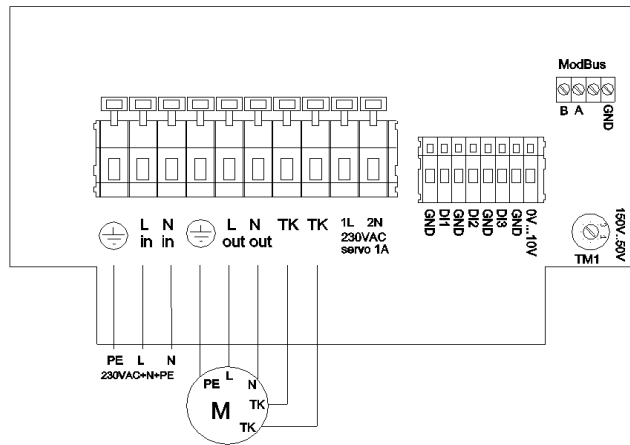 ModBus
B A GND
L N L N TK TK 1L 2N
in in out out 230VAC
servo 1A
GND DI1 GND DI2 GND DI3 GND 0V...10V
TM1
150V..50V
PE L N
230VAC+N+PE
PE L N
M TK
TK